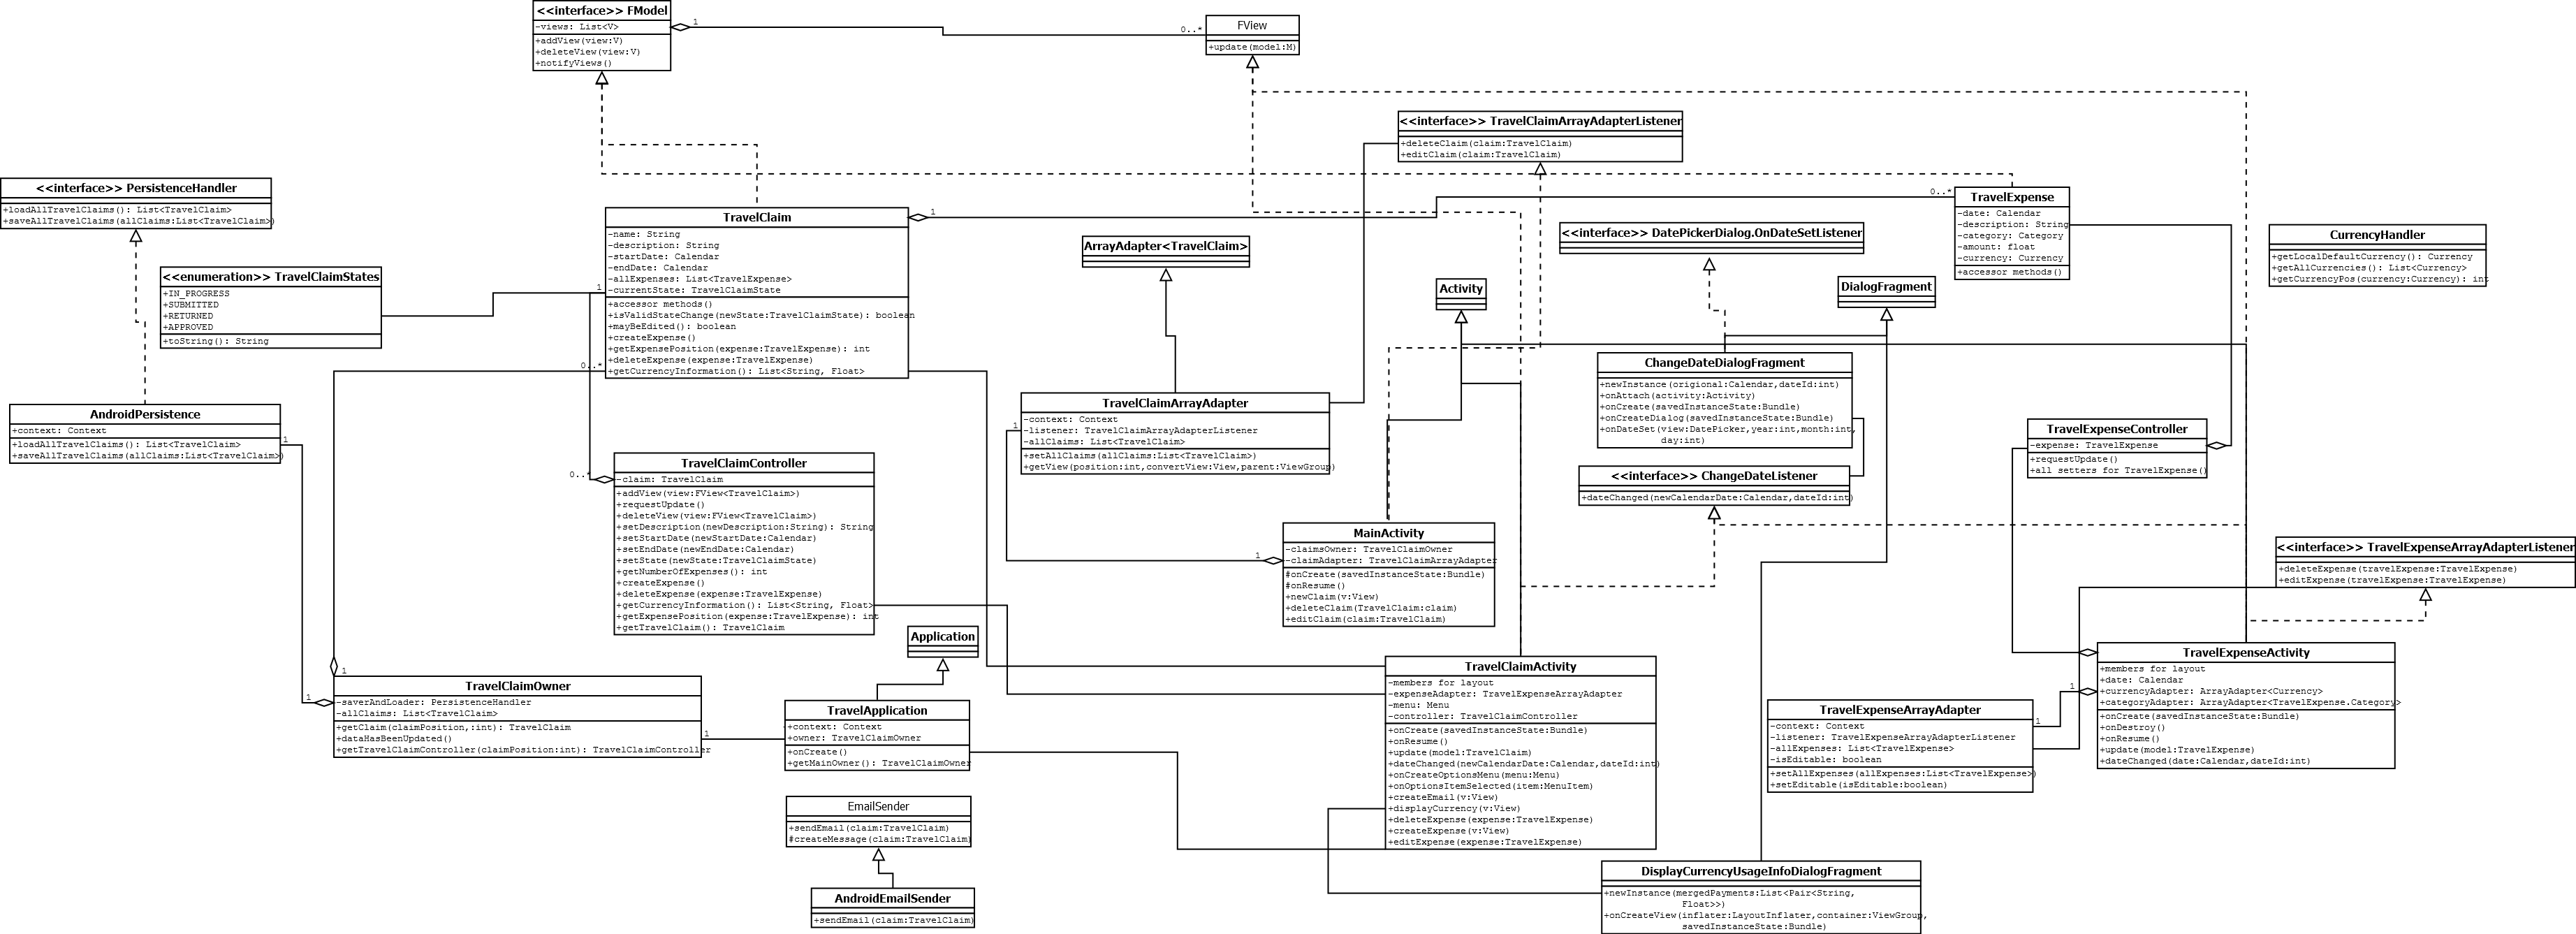 <<interface>> FModel
-views: List<V>
+addView(view:V)
+deleteView(view:V)
+notifyViews()
1
0..*
FView
+update(model:M)
<<interface>> TravelClaimArrayAdapterListener
+deleteClaim(claim:TravelClaim)
+editClaim(claim:TravelClaim)
<<interface>> PersistenceHandler
+loadAllTravelClaims(): List<TravelClaim>
+saveAllTravelClaims(allClaims:List<TravelClaim>)
<<enumeration>> TravelClaimStates
+IN_PROGRESS
+SUBMITTED
+RETURNED
+APPROVED
+toString(): String
TravelClaim
-name: String
-description: String
-startDate: Calendar
-endDate: Calendar
-allExpenses: List<TravelExpense>
-currentState: TravelClaimState
+accessor methods()
+isValidStateChange(newState:TravelClaimState): boolean
+mayBeEdited(): boolean
+createExpense()
+getExpensePosition(expense:TravelExpense): int
+deleteExpense(expense:TravelExpense)
+getCurrencyInformation(): List<String, Float>
1
0..*
1
0..*
TravelExpense
-date: Calendar
-description: String
-category: Category
-amount: float
-currency: Currency
+accessor methods()
CurrencyHandler
+getLocalDefaultCurrency(): Currency
+getAllCurrencies(): List<Currency>
+getCurrencyPos(currency:Currency): int
ArrayAdapter<TravelClaim>
<<interface>> DatePickerDialog.OnDateSetListener
Activity
DialogFragment
ChangeDateDialogFragment
+newInstance(origional:Calendar,dateId:int)
+onAttach(activity:Activity)
+onCreate(savedInstanceState:Bundle)
+onCreateDialog(savedInstanceState:Bundle)
+onDateSet(view:DatePicker,year:int,month:int,
day:int)
AndroidPersistence
+context: Context
+loadAllTravelClaims(): List<TravelClaim>
+saveAllTravelClaims(allClaims:List<TravelClaim>)
1
TravelClaimArrayAdapter
-context: Context
-listener: TravelClaimArrayAdapterListener
-allClaims: List<TravelClaim>
+setAllClaims(allClaims:List<TravelClaim>)
+getView(position:int,convertView:View,parent:ViewGroup)
1
TravelExpenseController
-expense: TravelExpense
+requestUpdate()
+all setters for TravelExpense()
TravelClaimController
-claim: TravelClaim
+addView(view:FView<TravelClaim>)
+requestUpdate()
+deleteView(view:FView<TravelClaim>)
+setDescription(newDescription:String): String
+setStartDate(newStartDate:Calendar)
+setEndDate(newEndDate:Calendar)
+setState(newState:TravelClaimState)
+getNumberOfExpenses(): int
+createExpense()
+deleteExpense(expense:TravelExpense)
+getCurrencyInformation(): List<String, Float>
+getExpensePosition(expense:TravelExpense): int
+getTravelClaim(): TravelClaim
0..*
<<interface>> ChangeDateListener
+dateChanged(newCalendarDate:Calendar,dateId:int)
MainActivity
-claimsOwner: TravelClaimOwner
-claimAdapter: TravelClaimArrayAdapter
#onCreate(savedInstanceState:Bundle)
#onResume()
+newClaim(v:View)
+deleteClaim(TravelClaim:claim)
+editClaim(claim:TravelClaim)
1
<<interface>> TravelExpenseArrayAdapterListener
+deleteExpense(travelExpense:TravelExpense)
+editExpense(travelExpense:TravelExpense)
Application
TravelClaimOwner
-saverAndLoader: PersistenceHandler
-allClaims: List<TravelClaim>
+getClaim(claimPosition,:int): TravelClaim
+dataHasBeenUpdated()
+getTravelClaimController(claimPosition:int): TravelClaimController
1
1
1
TravelApplication
+context: Context
+owner: TravelClaimOwner
+onCreate()
+getMainOwner(): TravelClaimOwner
TravelClaimActivity
-members for layout
-expenseAdapter: TravelExpenseArrayAdapter
-menu: Menu
-controller: TravelClaimController
+onCreate(savedInstanceState:Bundle)
+onResume()
+update(model:TravelClaim)
+dateChanged(newCalendarDate:Calendar,dateId:int)
+onCreateOptionsMenu(menu:Menu)
+onOptionsItemSelected(item:MenuItem)
+createEmail(v:View)
+displayCurrency(v:View)
+deleteExpense(expense:TravelExpense)
+createExpense(v:View)
+editExpense(expense:TravelExpense)
TravelExpenseActivity
+members for layout
+date: Calendar
+currencyAdapter: ArrayAdapter<Currency>
+categoryAdapter: ArrayAdapter<TravelExpense.Category>
+onCreate(savedInstanceState:Bundle)
+onDestroy()
+onResume()
+update(model:TravelExpense)
+dateChanged(date:Calendar,dateId:int)
1
TravelExpenseArrayAdapter
-context: Context
-listener: TravelExpenseArrayAdapterListener
-allExpenses: List<TravelExpense>
-isEditable: boolean
+setAllExpenses(allExpenses:List<TravelExpense>)
+setEditable(isEditable:boolean)
1
EmailSender
+sendEmail(claim:TravelClaim)
#createMessage(claim:TravelClaim)
AndroidEmailSender
+sendEmail(claim:TravelClaim)
DisplayCurrencyUsageInfoDialogFragment
+newInstance(mergedPayments:List<Pair<String,
Float>>)
+onCreateView(inflater:LayoutInflater,container:ViewGroup,
savedInstanceState:Bundle)